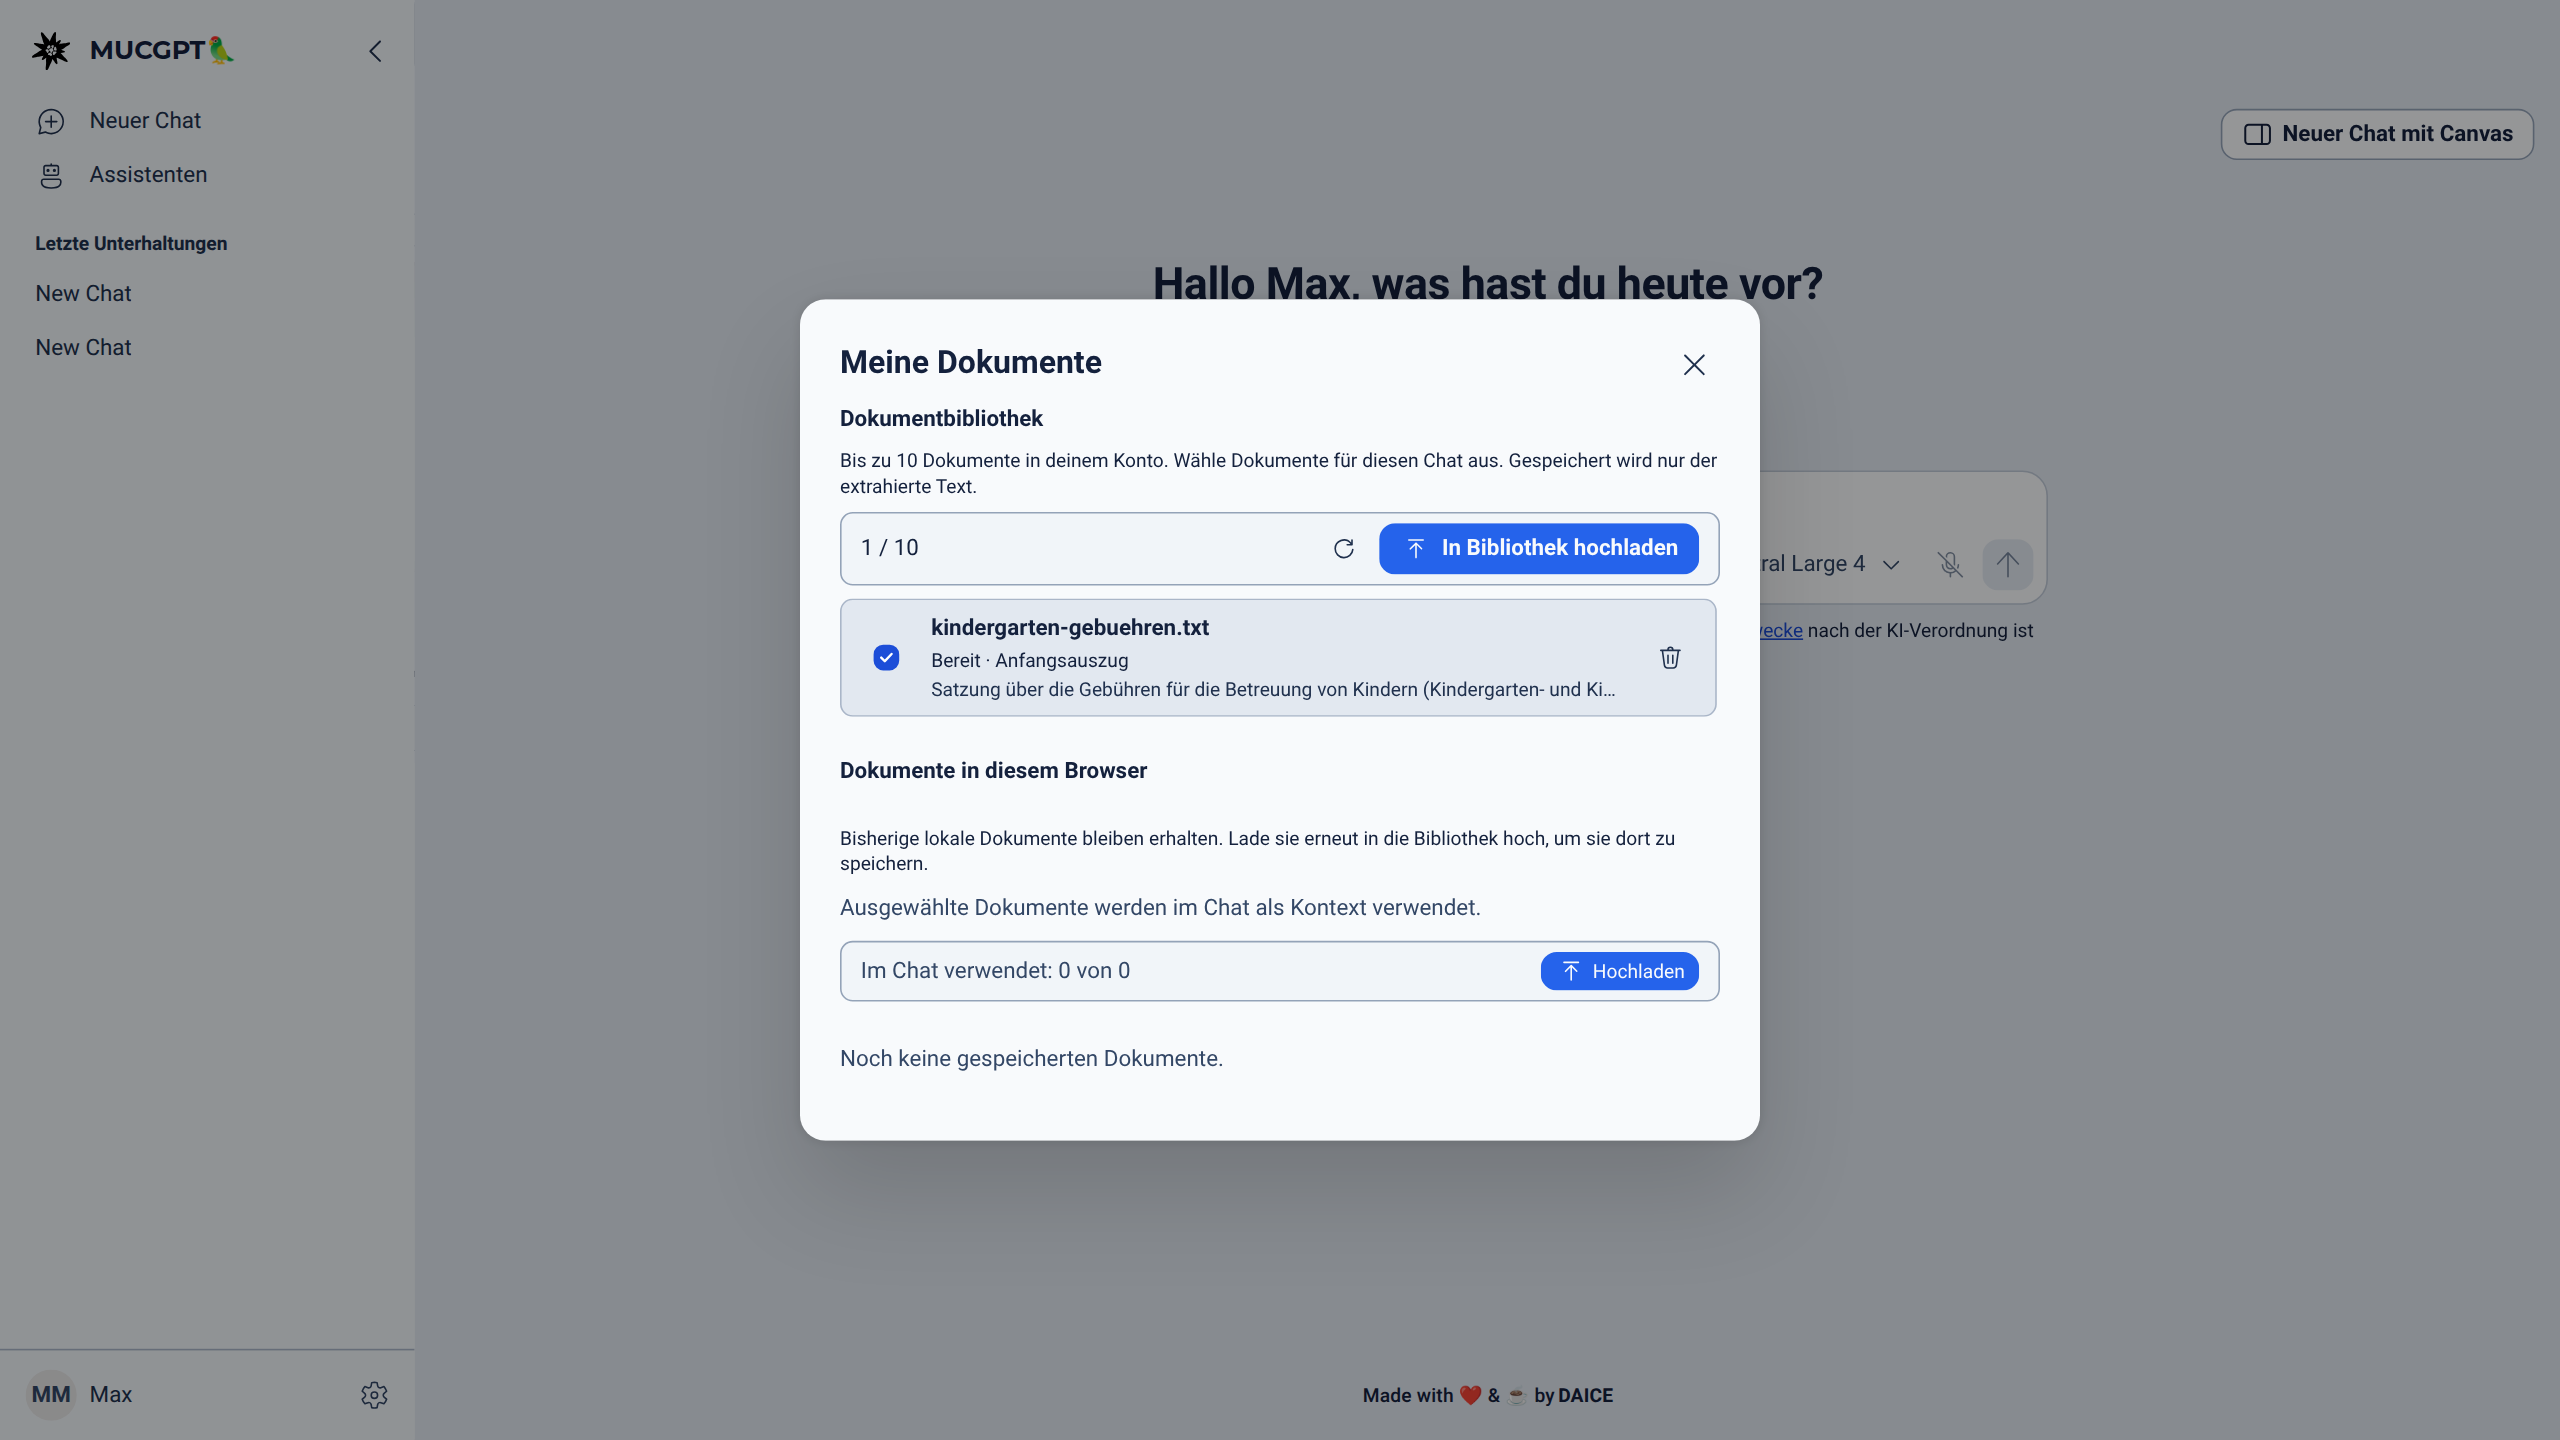 MUCGPT
Neuer Chat
Assistenten
Letzte Unterhaltungen
New Chat
New Chat
MM Max
Neuer Chat mit Canvas
Hallo Max, was hast du heute vor?
Meine Dokumente
Dokumentbibliothek
Bis zu 10 Dokumente in deinem Konto. Wähle Dokumente für diesen Chat aus. Gespeichert wird nur der
extrahierte Text.
1 / 10
In Bibliothek hochladen
kindergarten-gebuehren.txt
Bereit · Anfangsauszug
Satzung über die Gebühren für die Betreuung von Kindern (Kindergarten- und Ki...
Dokumente in diesem Browser
Bisherige lokale Dokumente bleiben erhalten. Lade sie erneut in die Bibliothek hoch, um sie dort zu
speichern.
Ausgewählte Dokumente werden im Chat als Kontext verwendet.
Im Chat verwendet: 0 von 0
Hochladen
Noch keine gespeicherten Dokumente.
Large 4
nach der KI-Verordnung ist
Made with ❤️ & ☕ by DAICE